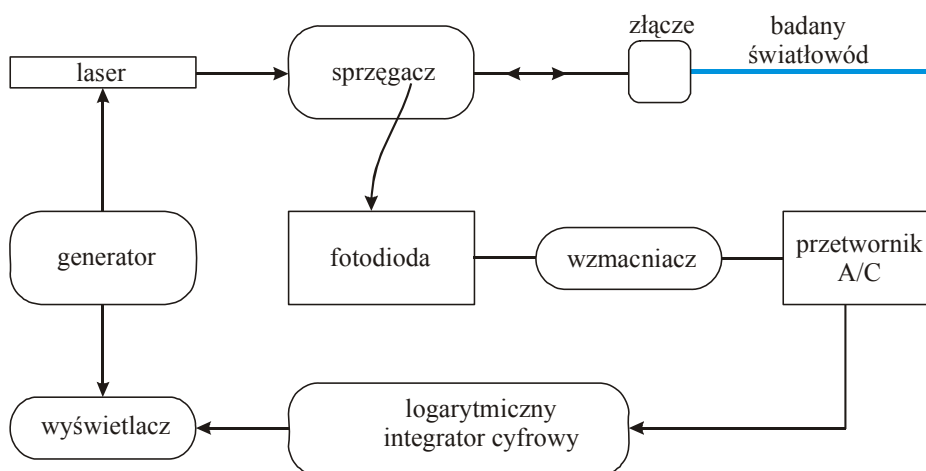 złącze
badany
światłowód
laser
sprzęgacz
generator
fotodioda
wzmacniacz
przetwornik
A/C
wyświetlacz
logarytmiczny
integrator cyfrowy